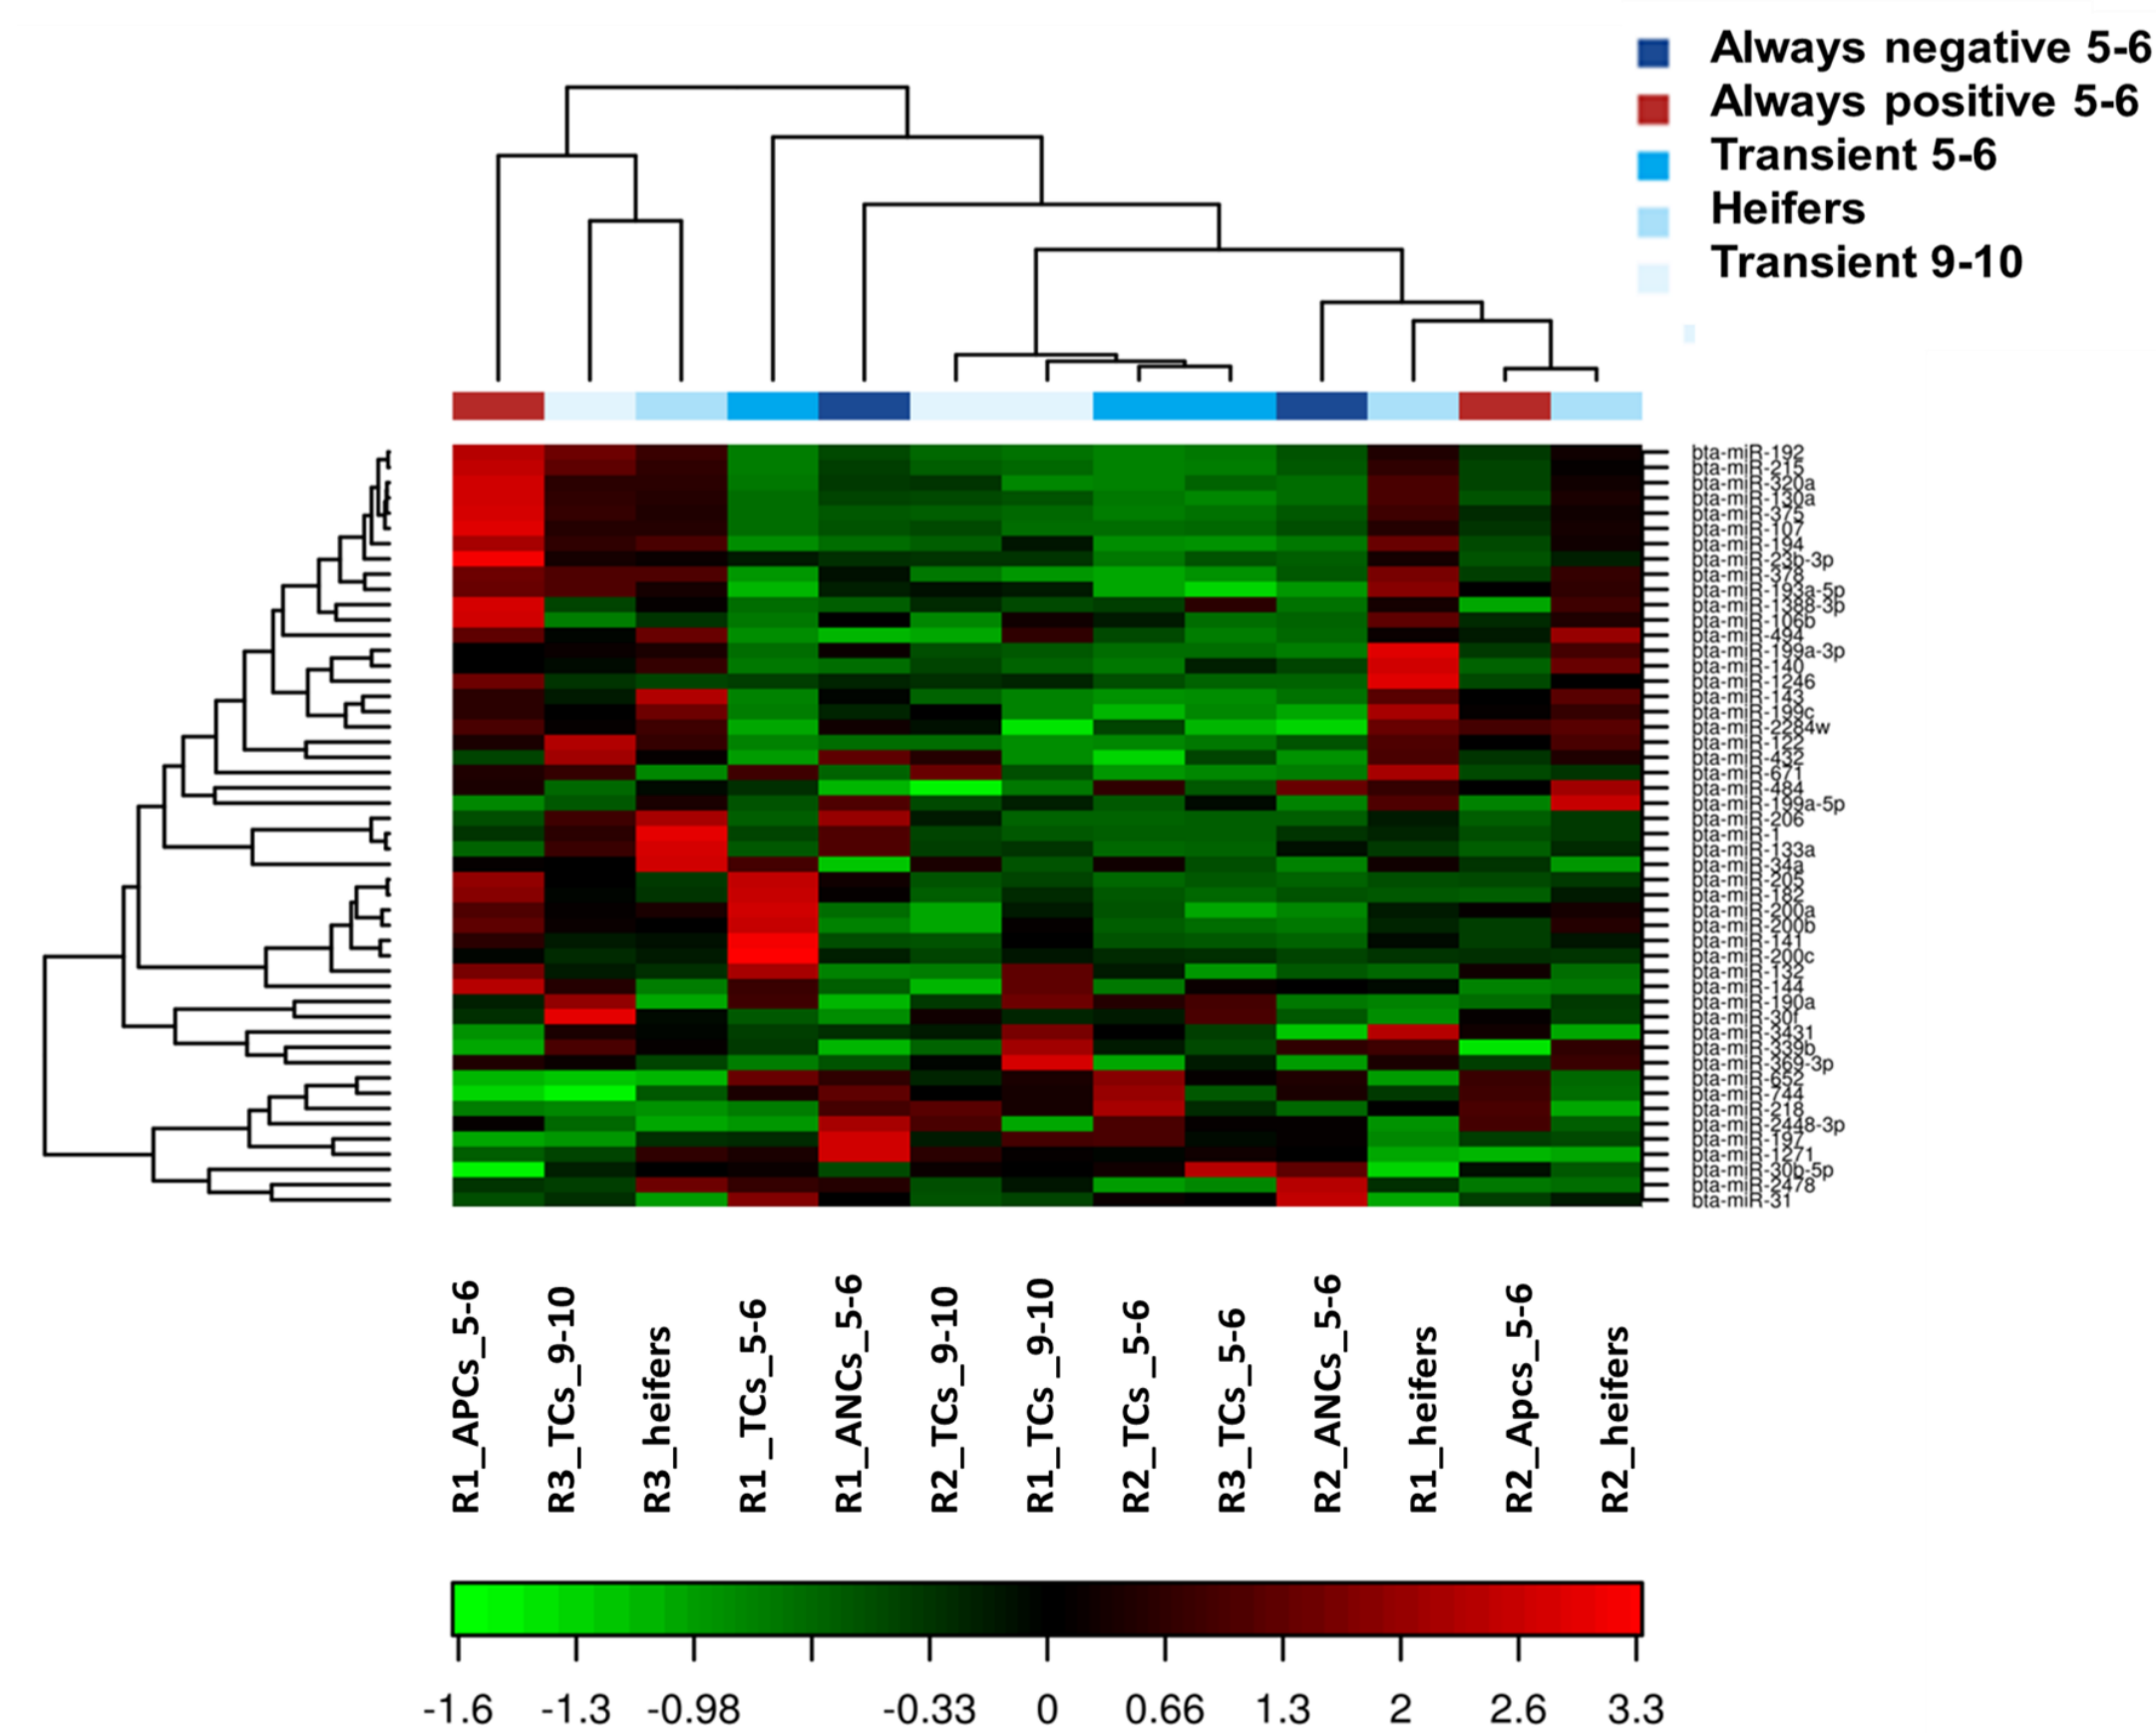 Always negative 5-6
Always positive 5-6
Transient 5-6
Heifers
Transient 9-10
bta-miR-192
bta-miR-215
bta-miR-320a
bta-miR-130a
bta-miR-375
bta-miR-107
bta-miR-194
bta-miR-23b-3p
bta-miR-378
bta-miR-193a-5p
bta-miR-1388-3p
bta-miR-106b
bta-miR-494
bta-miR-199a-3p
bta-miR-140
bta-miR-1246
bta-miR-143
bta-miR-199c
bta-miR-2284w
bta-miR-122
bta-miR-432
bta-miR-671
bta-miR-484
bta-miR-199a-5p
bta-miR-206
bta-miR-1
bta-miR-133a
bta-miR-34a
bta-miR-205
bta-miR-182
bta-miR-200a
bta-miR-200b
bta-miR-141
bta-miR-200c
bta-miR-132
bta-miR-144
bta-miR-190a
bta-miR-30f
bta-miR-3431
bta-miR-339b
bta-miR-369-3p
bta-miR-652
bta-miR-744
bta-miR-218
bta-miR-2448-3p
bta-miR-197
bta-miR-1271
bta-miR-30b-5p
bta-miR-2478
bta-miR-31
R1_APCs_5-6
R3_TCs_9-10
R3_heifers
R1_TCs_5-6
R1_ANCs_5-6
R2_TCs_9-10
R1_TCs _9-10
R2_TCs _5-6
R3_TCs_5-6
R2_ANCs_5-6
R1_heifers
R2_Apcs_5-6
R2_heifers
-1.6 -1.3 -0.98 -0.33 0 0.66 1.3 2 2.6 3.3